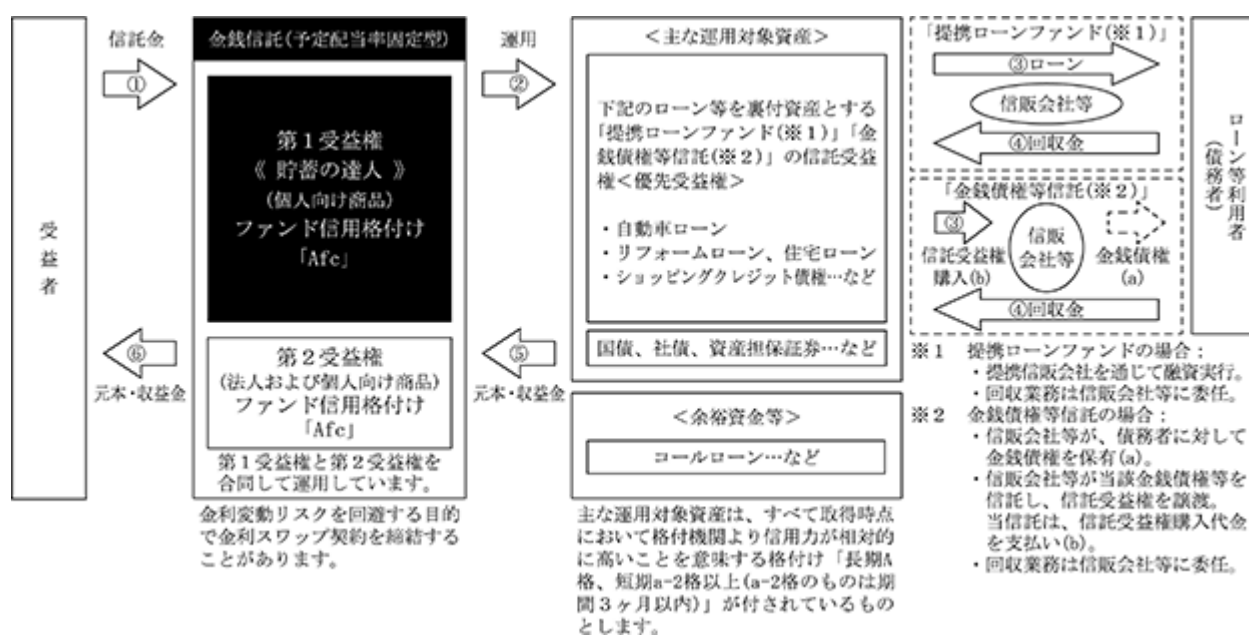 受益者
信託金
①
⑥
元本・収益金
金銭信託(予定配当率固定型)
第1受益権
《 貯蓄の達人 》
(個人向け商品)
ファンド信用格付け
「Afc」
第2受益権
(法人および個人向け商品)
ファンド信用格付け
「Afc」
第1受益権と第2受益権を
合同して運用しています。
金利変動リスクを回避する目的
で金利スワップ契約を締結する
ことがあります。
運用
②
⑤
元本・収益金
<主な運用対象資産>
下記のローン等を裏付資産とする
「提携ローンファンド(※1)」「金
銭債権等信託(※2)」の信託受益
権<優先受益権>
・自動車ローン
・リフォームローン、住宅ローン
・ショッピングクレジット債権…など
国債、社債、資産担保証券…など
<余裕資金等>
コールローン…など
主な運用対象資産は、すべて取得時点
において格付機関より信用力が相対的
に高いことを意味する格付け「長期A
格、短期a-2格以上(a-2格のものは期
間3ヶ月以内)」が付されているもの
とします。
「提携ローンファンド(※1)」
③ローン
信販会社等
④回収金
「金銭債権等信託(※2)」
③
信託受益権
購入(b)
信販
会社等
金銭債権
(a)
④回収金
ローン等利用者
(債務者)
※1 提携ローンファンドの場合:
・提携信販会社を通じて融資実行。
・回収業務は信販会社等に委任。
※2 金銭債権等信託の場合:
・信販会社等が、債務者に対して
金銭債権を保有(a)。
・信販会社等が当該金銭債権等を
信託し、信託受益権を譲渡。
当信託は、信託受益権購入代金
を支払い(b)。
・回収業務は信販会社等に委任。